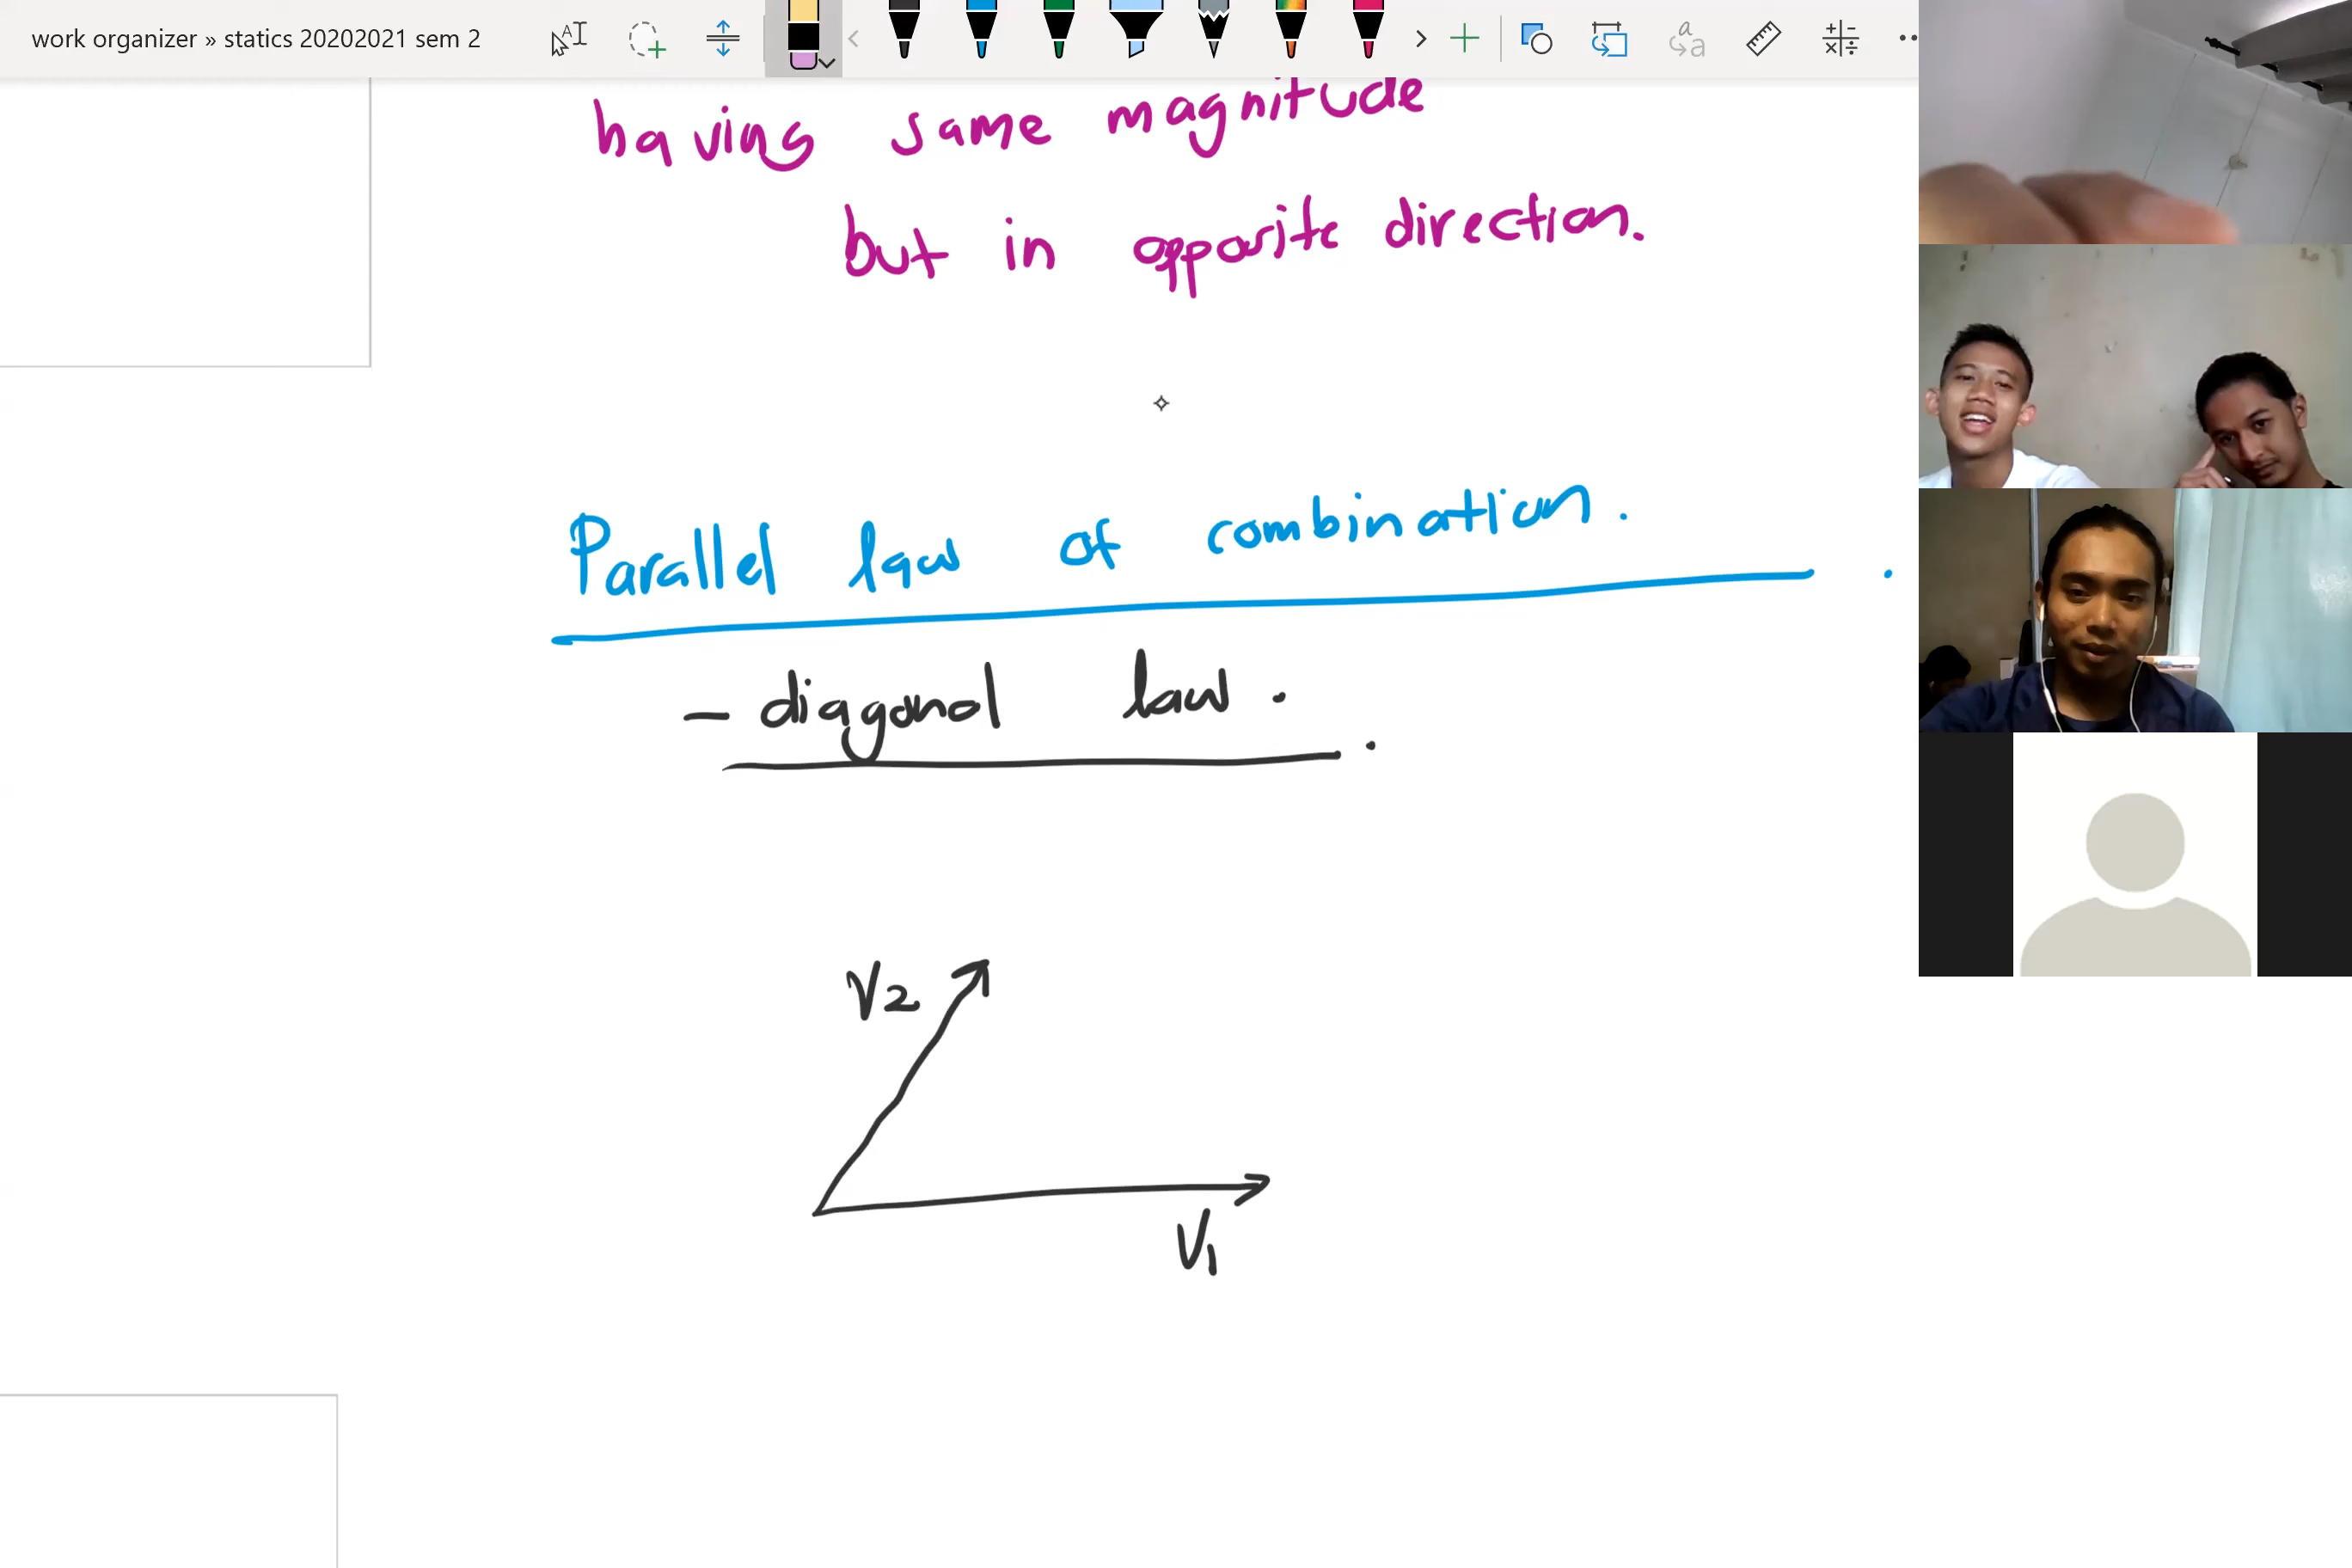 work organizer » statics 20202021 sem 2
having same magnitude
but in opposite direction.
Parallel law of combination.
- diagonal law.
V2
V1